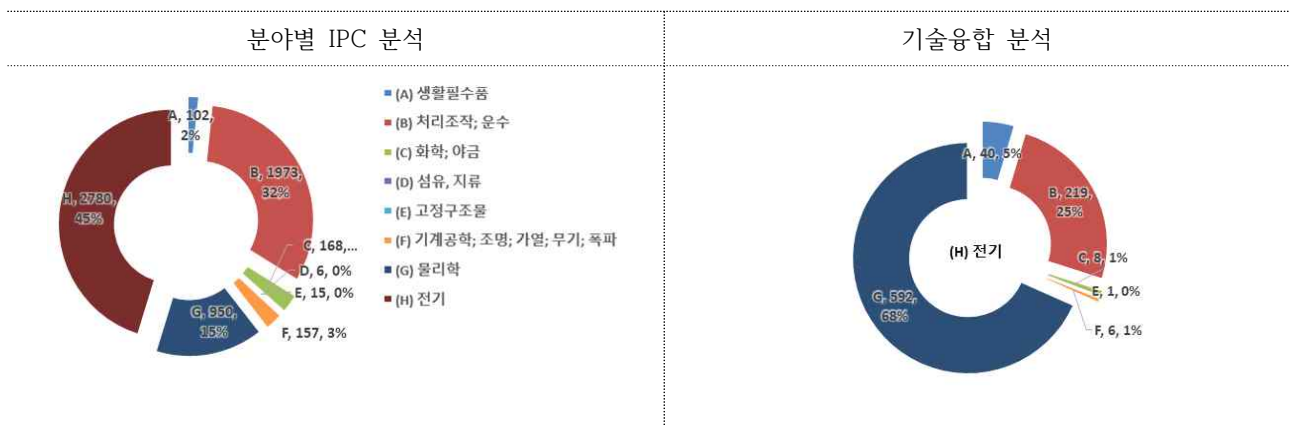 분야별 IPC 분석
기술융합 분석
A, 102,
2%
B, 1973,
32%
C, 168,...
D, 6, 0%
E, 15, 0%
F, 157, 3%
G, 950,
15%
H, 2780,
45%
(A) 생활필수품
(B) 처리조작; 운수
(C) 화학; 야금
(D) 섬유, 지류
(E) 고정구조물
(F) 기계공학; 조명; 가열; 무기; 폭파
(G) 물리학
(H) 전기
A, 40, 5%
B, 219,
25%
C, 8, 1%
E, 1, 0%
F, 6, 1%
G, 592,
68%
(H) 전기